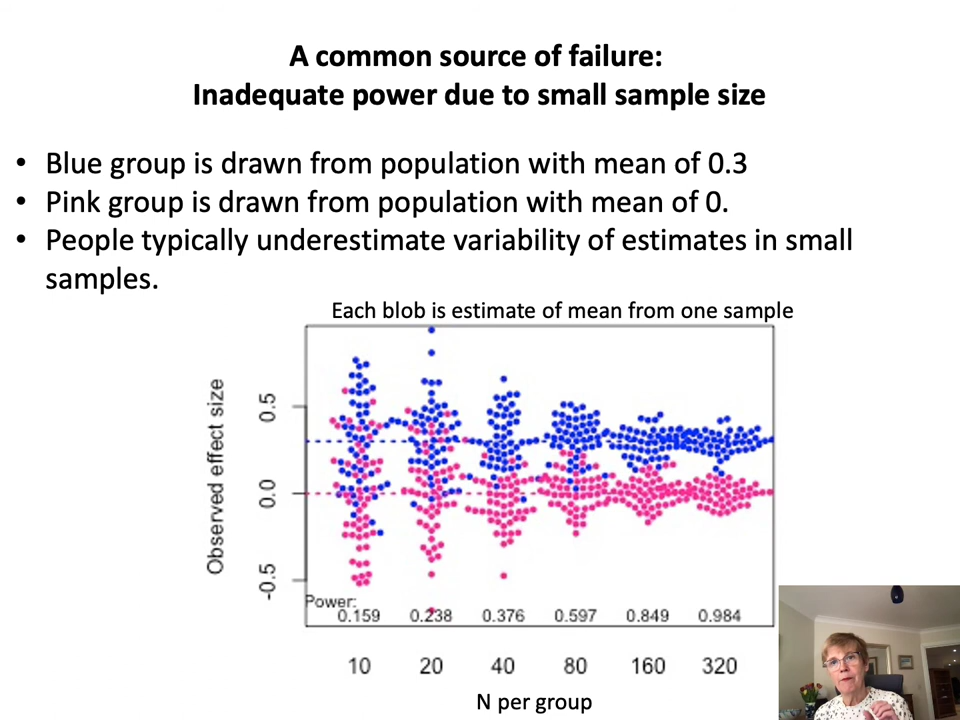 A common source of failure:
Inadequate power due to small sample size
• Blue group is drawn from population with mean of 0.3
• Pink group is drawn from population with mean of 0.
• People typically underestimate variability of estimates in small
samples.
Each blob is estimate of mean from one sample
Observed effect size
0.5
0.0
-0.5
Power:
0.159 0.238 0.376 0.597 0.849 0.984
10 20 40 80 160 320
N per group